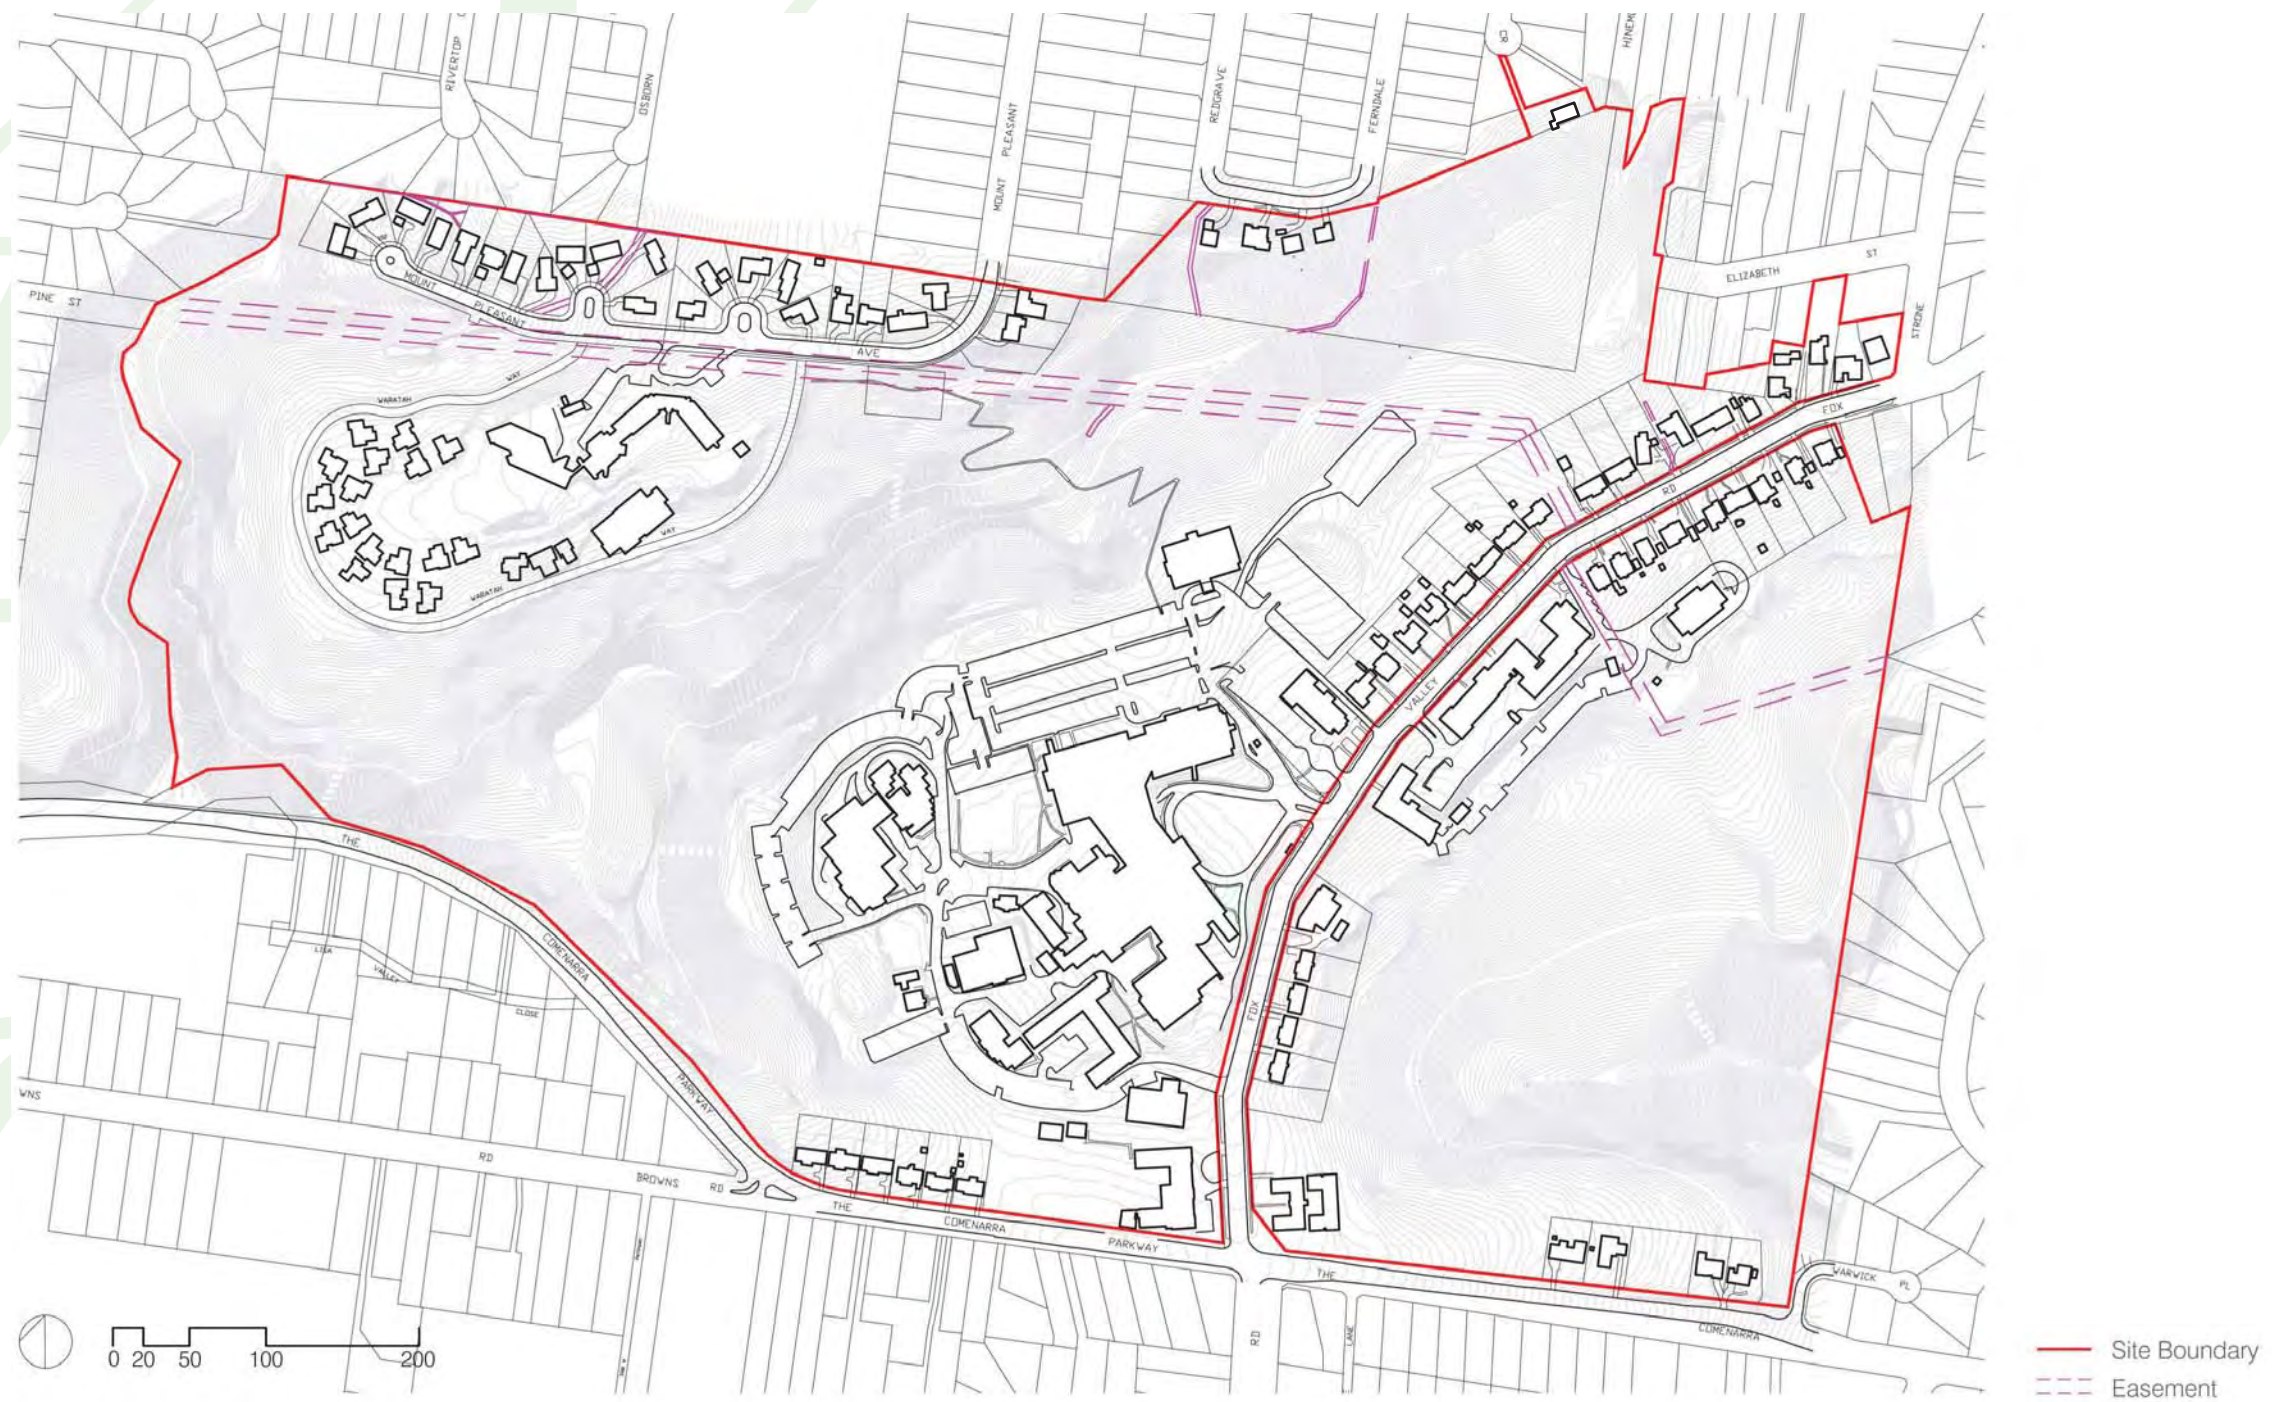 CR
RIVERTOP
OSBORN
MOUNT PLEASANT
REDGRAVE
FERNDALE
PINE ST
MOUNT PLEASANT AVE
ELIZABETH ST
WARATAH WAY
FOX
RD
WARATAH WAY
VALLEY
THE
COMENARRA
VALLEY
CLOSE
FOX
PARKWAY
WNS
RD
BROWNS RD
THE
COMENARRA
PARKWAY
THE
WARWICK PL
COMENARRA
RD
LANE
0 20 50 100 200
Site Boundary
Easement